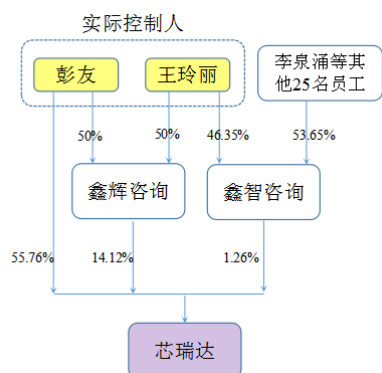 实际控制人
彭友
王玲丽
李泉涌等其
他25名员工
50%
50%
46.35%
53.65%
鑫辉咨询
鑫智咨询
55.76%
14.12%
1.26%
芯瑞达